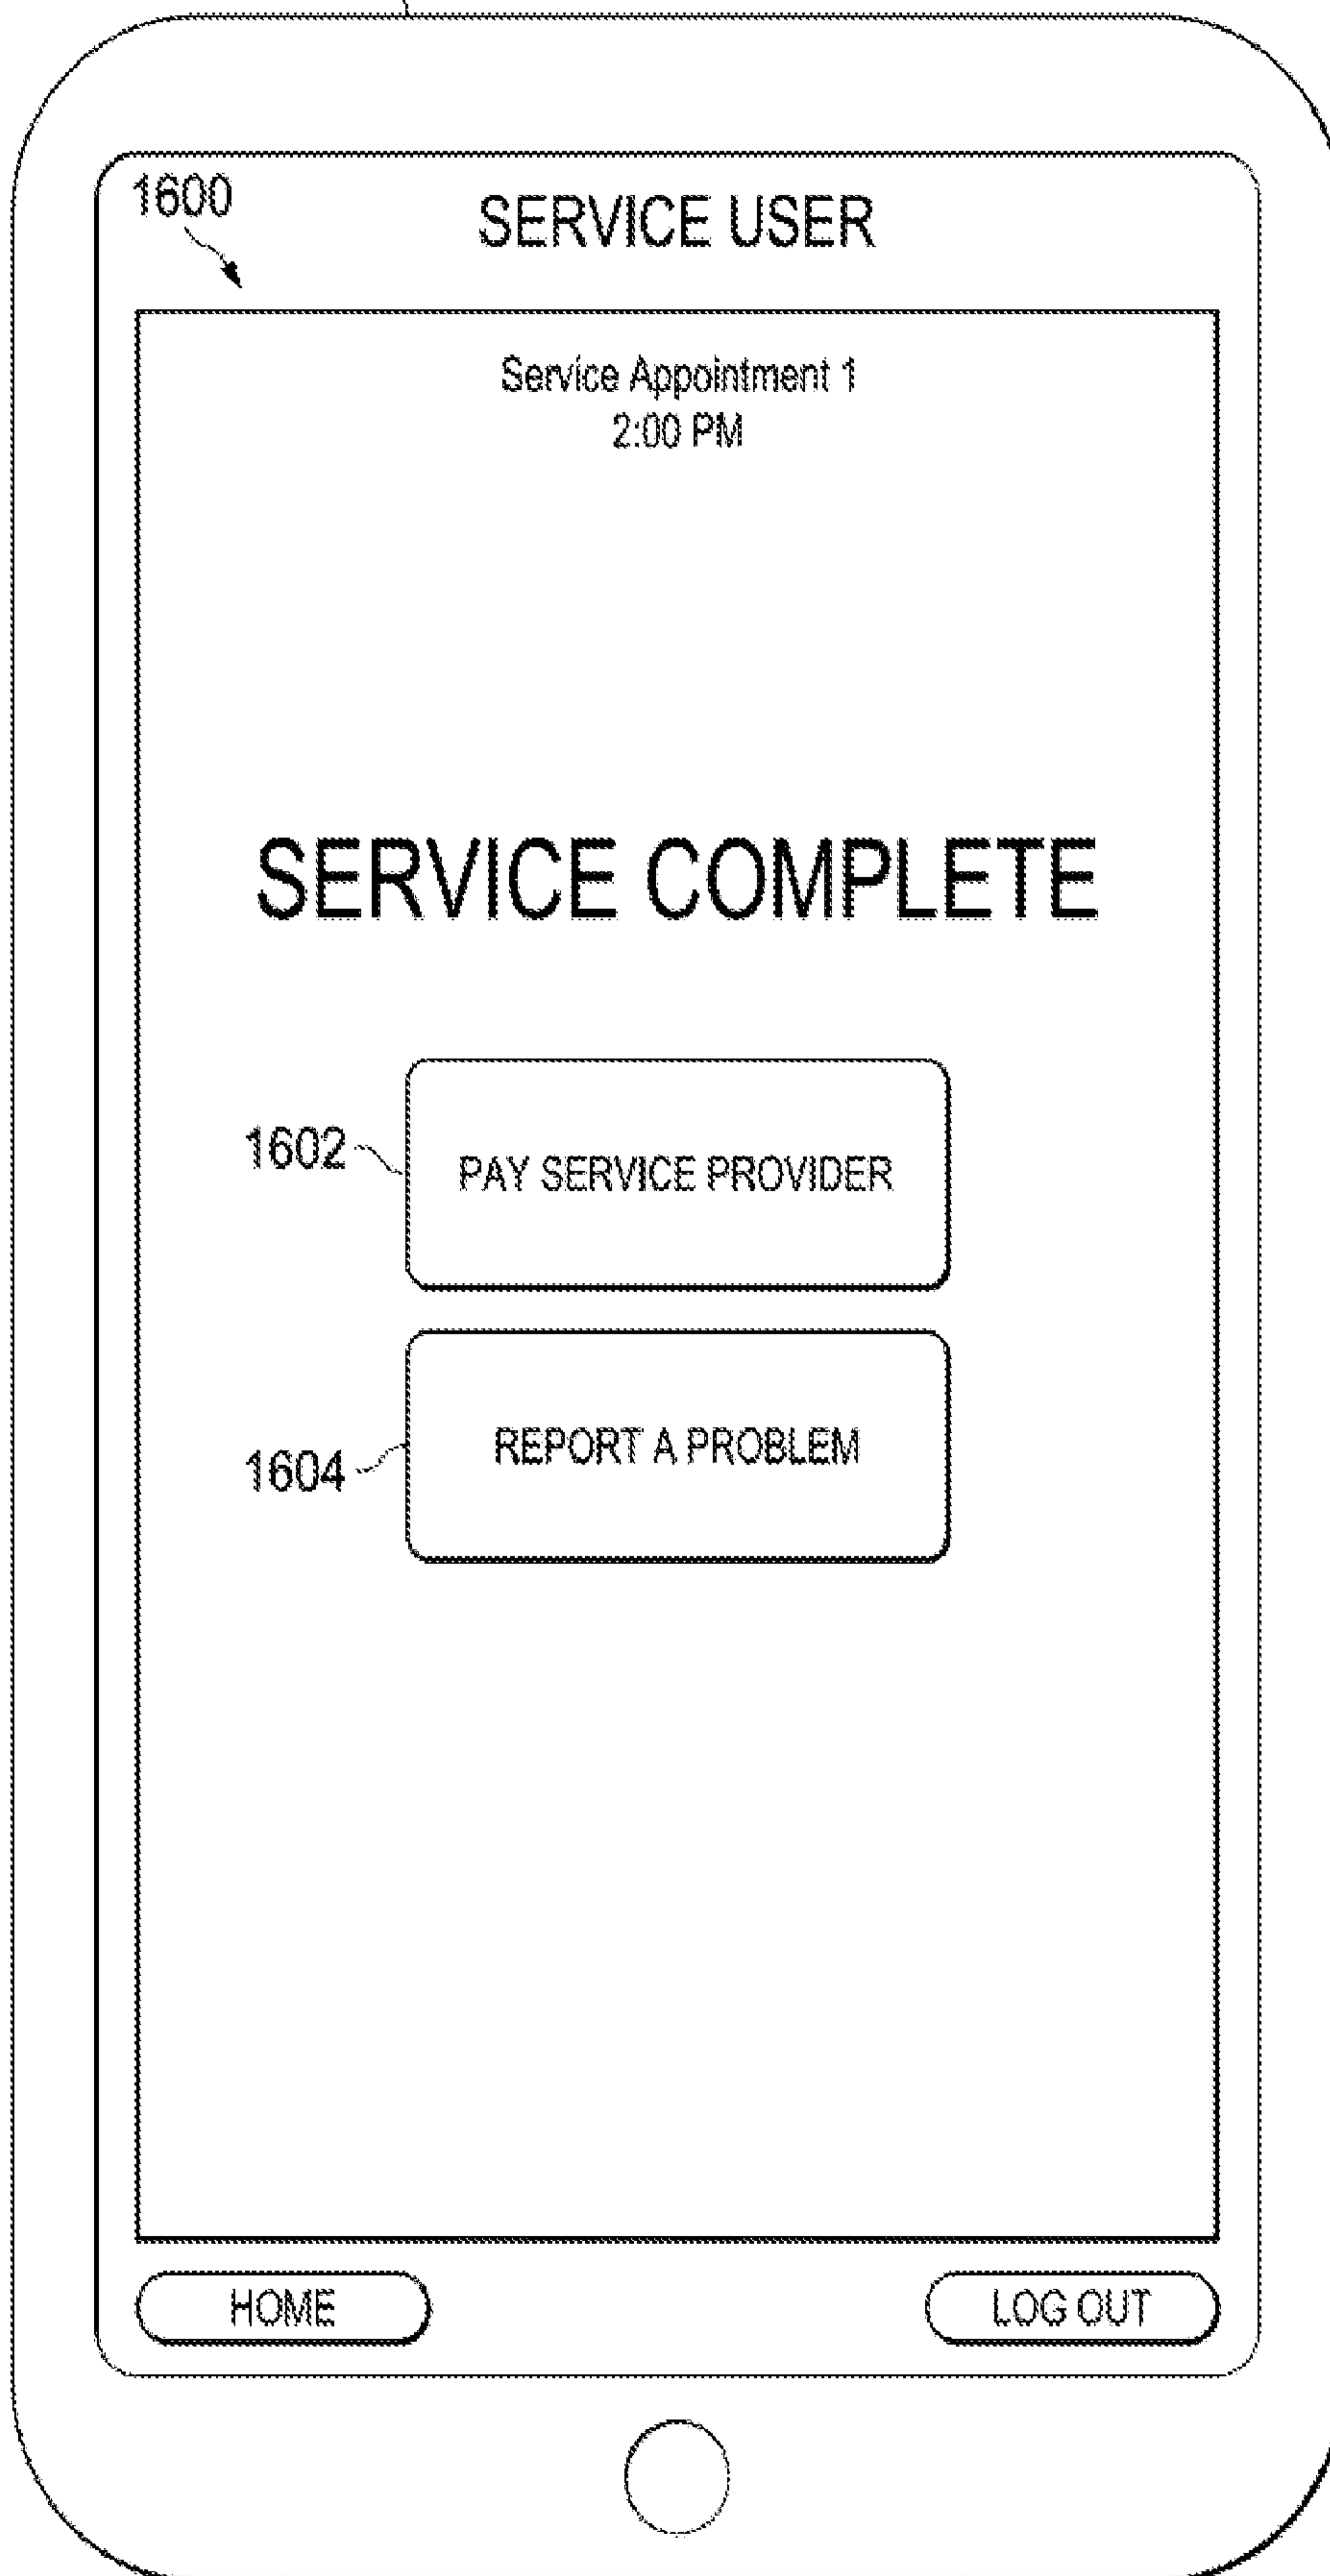 1600
SERVICE USER
Service Appointment 1
2:00 PM
SERVICE COMPLETE
1602
PAY SERVICE PROVIDER
1604
REPORT A PROBLEM
HOME
LOG OUT